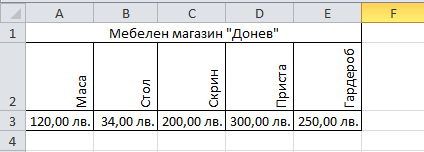 A B C D E F
1 Мебелен магазин "Донев"
2 Маса Стол Скрин Приста Гардероб
3 120,00 лв. 34,00 лв. 200,00 лв. 300,00 лв. 250,00 лв.
4